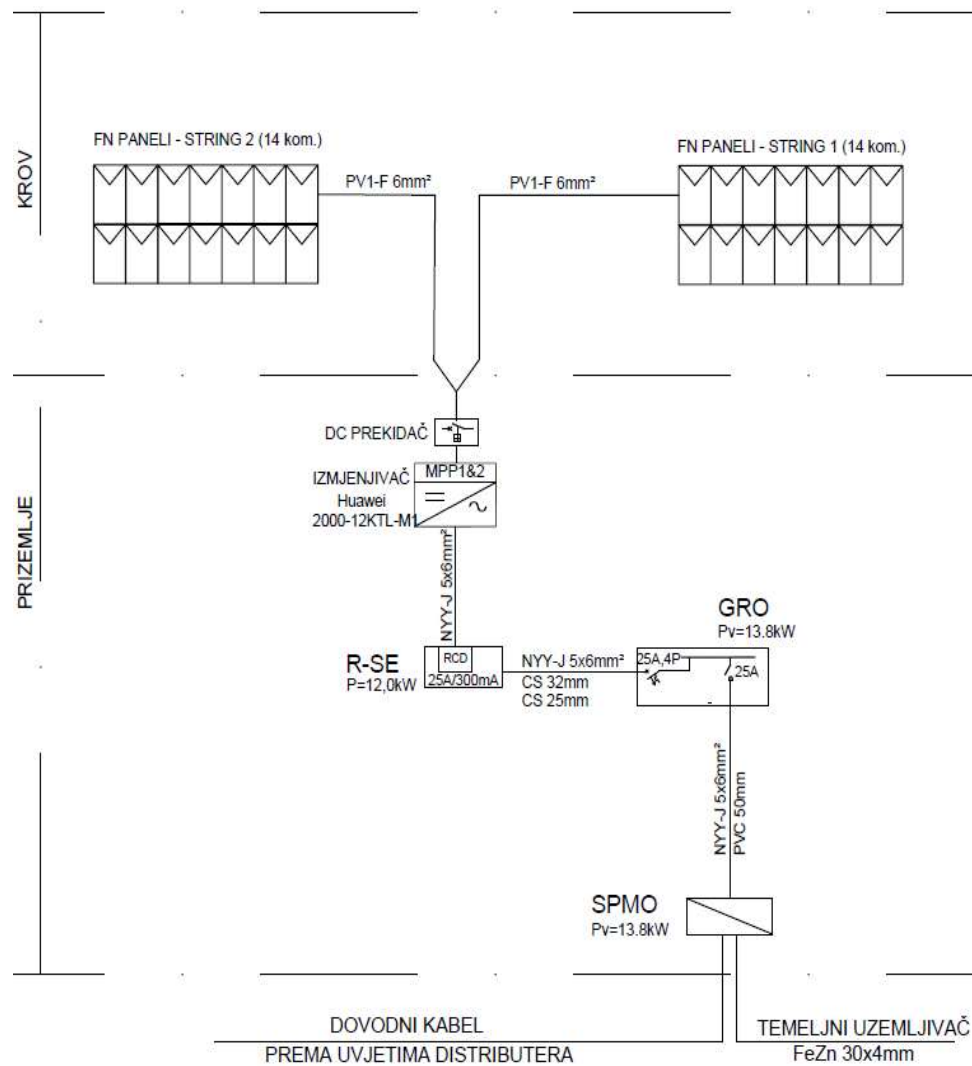 KROV
FN PANELI - STRING 2 (14 kom.)
FN PANELI - STRING 1 (14 kom.)
PV1-F 6mm²
PV1-F 6mm²
PRIZEMLJE
DC PREKIDAČ
IZMJENJIVAČ
Huawei
2000-12KTL-M1
MPP1&2
NYY-J 5x6mm²
R-SE
P=12,0kW
RCD
25A/300mA
NYY-J 5x6mm²
CS 32mm
CS 25mm
GRO
Pv=13.8kW
25A,4P
25A
NYY-J 5x6mm²
PVC 50mm
SPMO
Pv=13.8kW
DOVODNI KABEL
PREMA UVJETIMA DISTRIBUTERA
TEMELJNI UZEMLJIVAČ
FeZn 30x4mm